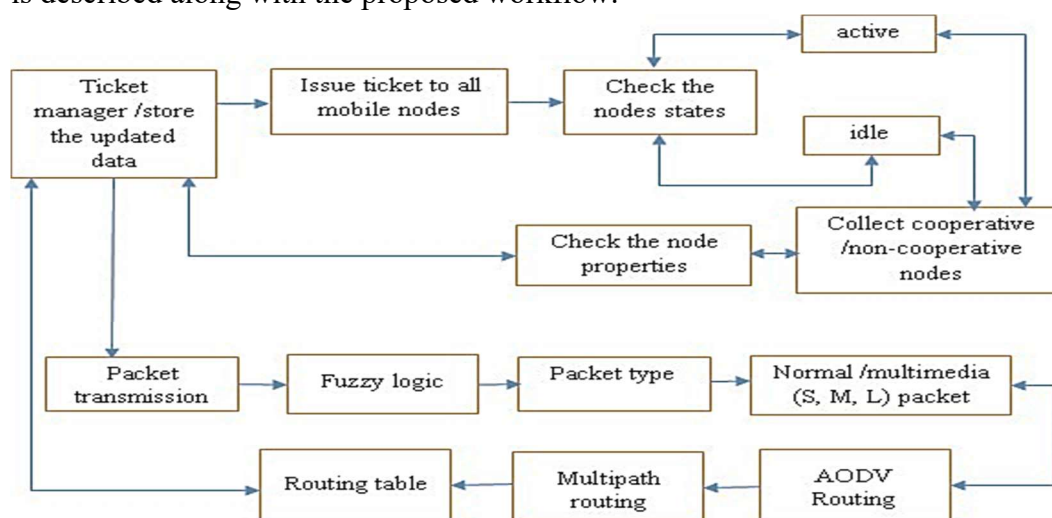 is described along with the proposed workflow.
Ticket
manager /store
the updated
data
Issue ticket to all
mobile nodes
Check the
nodes states
active
idle
Collect cooperative
/non-cooperative
nodes
Check the node
properties
Packet
transmission
Fuzzy logic
Packet type
Normal /multimedia
(S, M, L) packet
Routing table
Multipath
routing
AODV
Routing